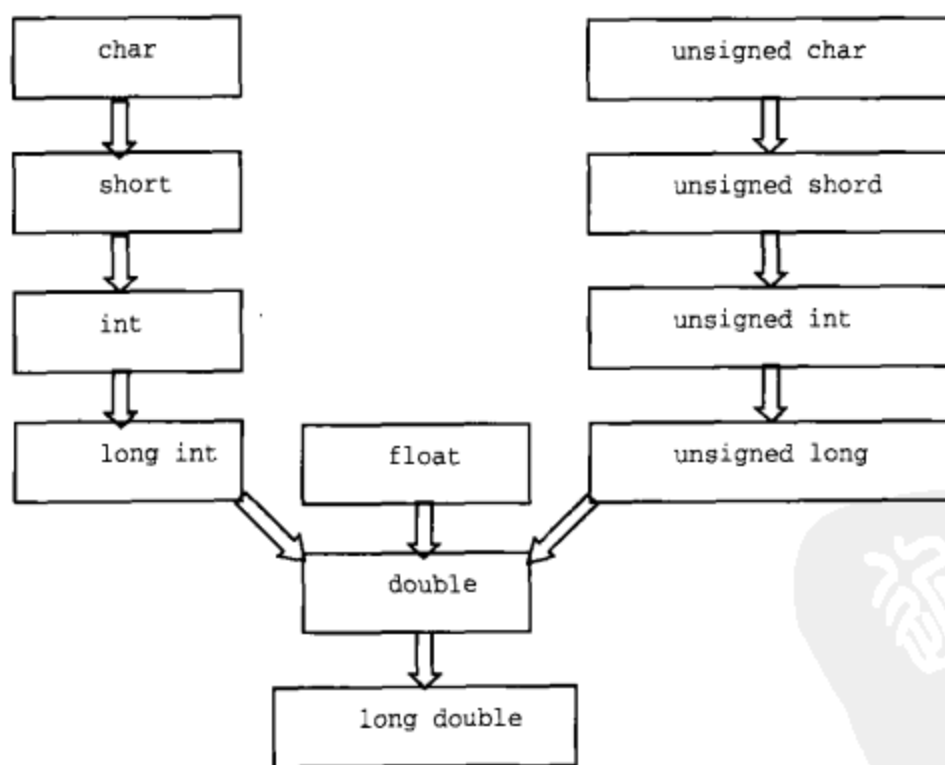 char
unsigned char
short
unsigned shord
int
unsigned int
long int
float
unsigned long
double
long double